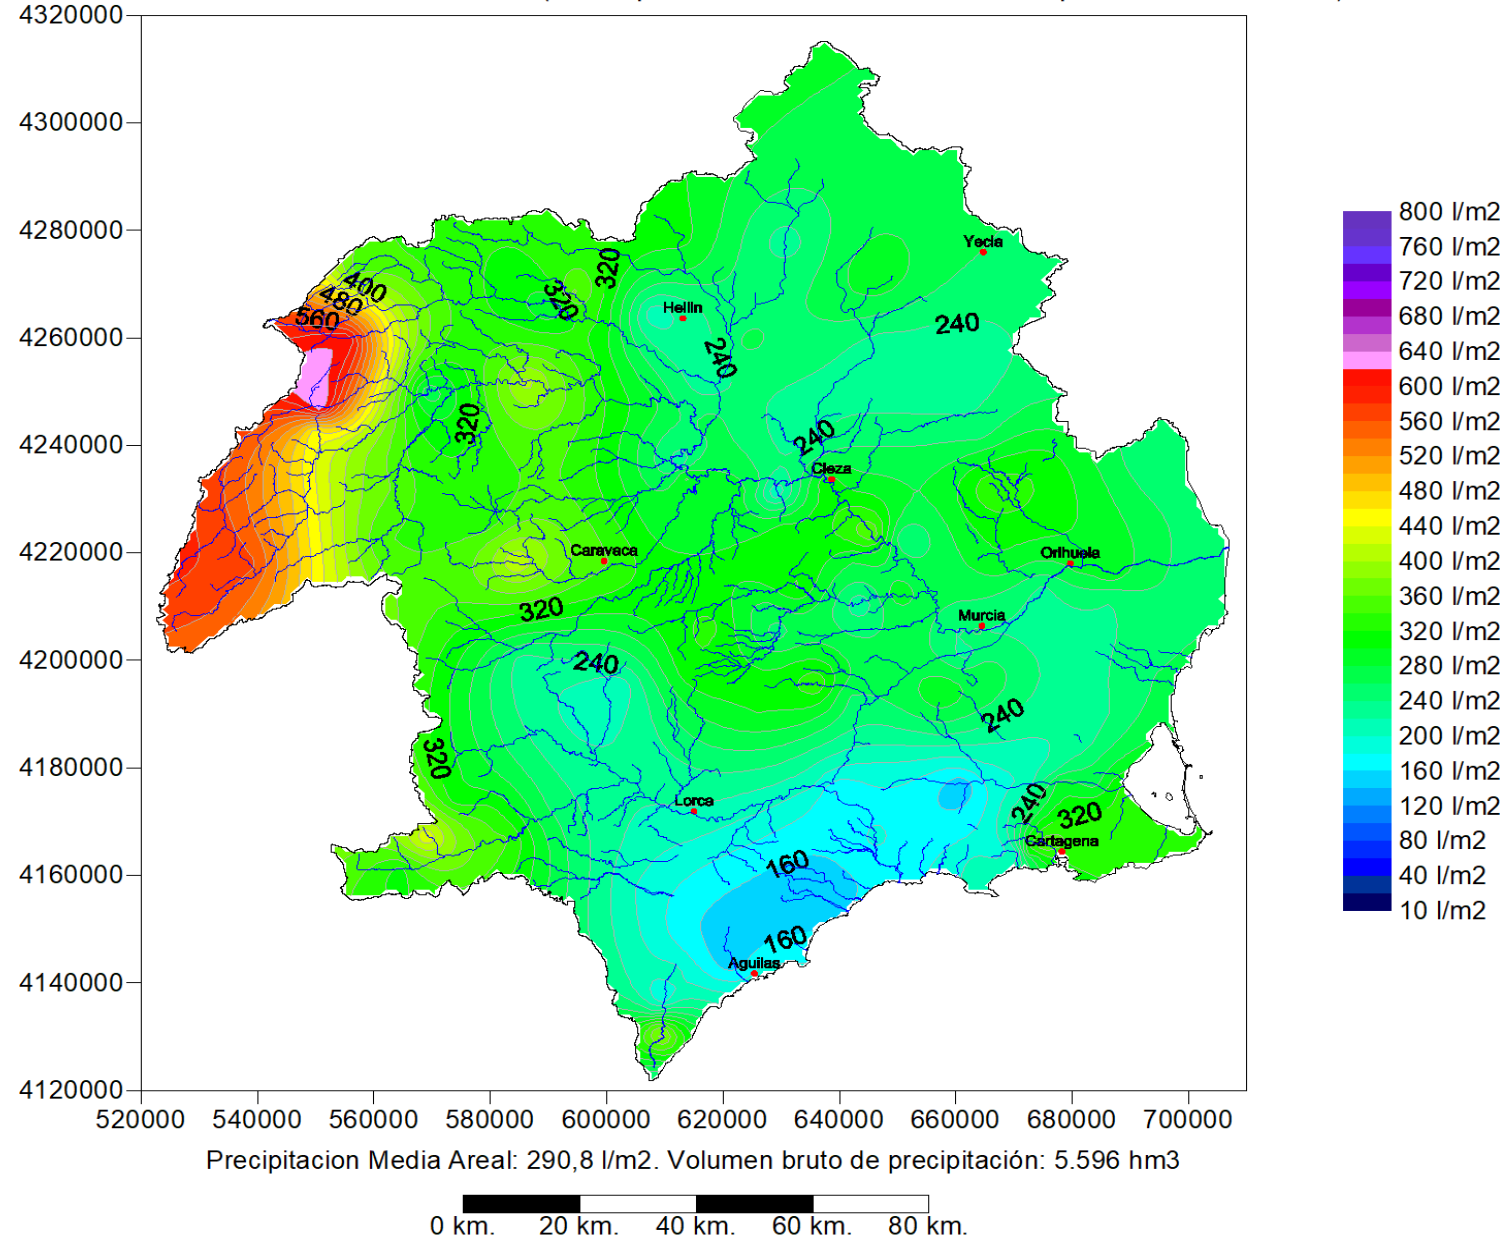 4320000
4300000
4280000
4260000
4240000
4220000
4200000
4180000
4160000
4140000
4120000
520000 540000 560000 580000 600000 620000 640000 660000 680000 700000
Yecla
Hellin
Cieza
Caravaca
Orihuela
Murcia
Lorca
Cartagena
Aguilas
400
480
560
320
320
240
240
320
240
320
240
240
320
240
320
160
160
800 l/m2
760 l/m2
720 l/m2
680 l/m2
640 l/m2
600 l/m2
560 l/m2
520 l/m2
480 l/m2
440 l/m2
400 l/m2
360 l/m2
320 l/m2
280 l/m2
240 l/m2
200 l/m2
160 l/m2
120 l/m2
80 l/m2
40 l/m2
10 l/m2
Precipitacion Media Areal: 290,8 l/m2. Volumen bruto de precipitación: 5.596 hm3
0 km. 20 km. 40 km. 60 km. 80 km.